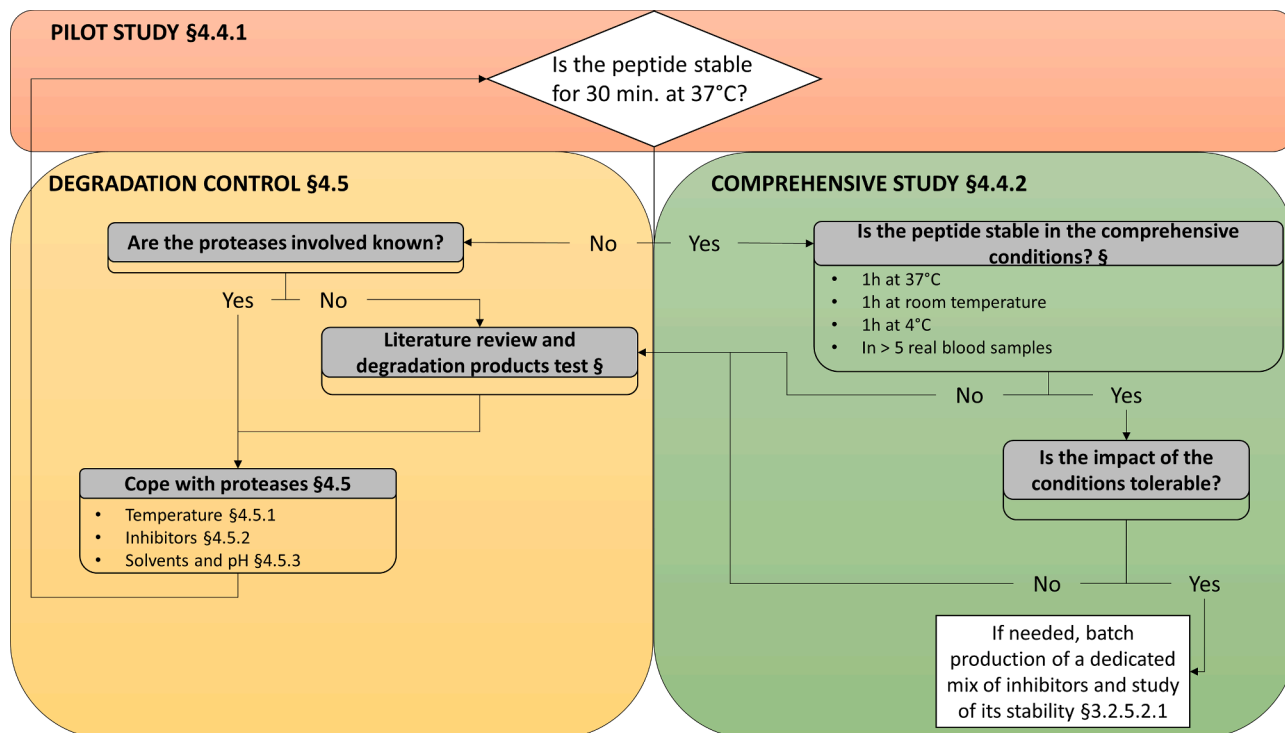 PILOT STUDY §4.4.1
Is the peptide stable
for 30 min. at 37°C?
DEGRADATION CONTROL §4.5
Are the proteases involved known?
No
Yes
Yes
No
Literature review and
degradation products test §
Cope with proteases §4.5
• Temperature §4.5.1
• Inhibitors §4.5.2
• Solvents and pH §4.5.3
COMPREHENSIVE STUDY §4.4.2
Is the peptide stable in the comprehensive
conditions? §
• 1h at 37°C
• 1h at room temperature
• 1h at 4°C
• In > 5 real blood samples
No
Yes
Is the impact of the
conditions tolerable?
No
Yes
If needed, batch
production of a dedicated
mix of inhibitors and study
of its stability §3.2.5.2.1